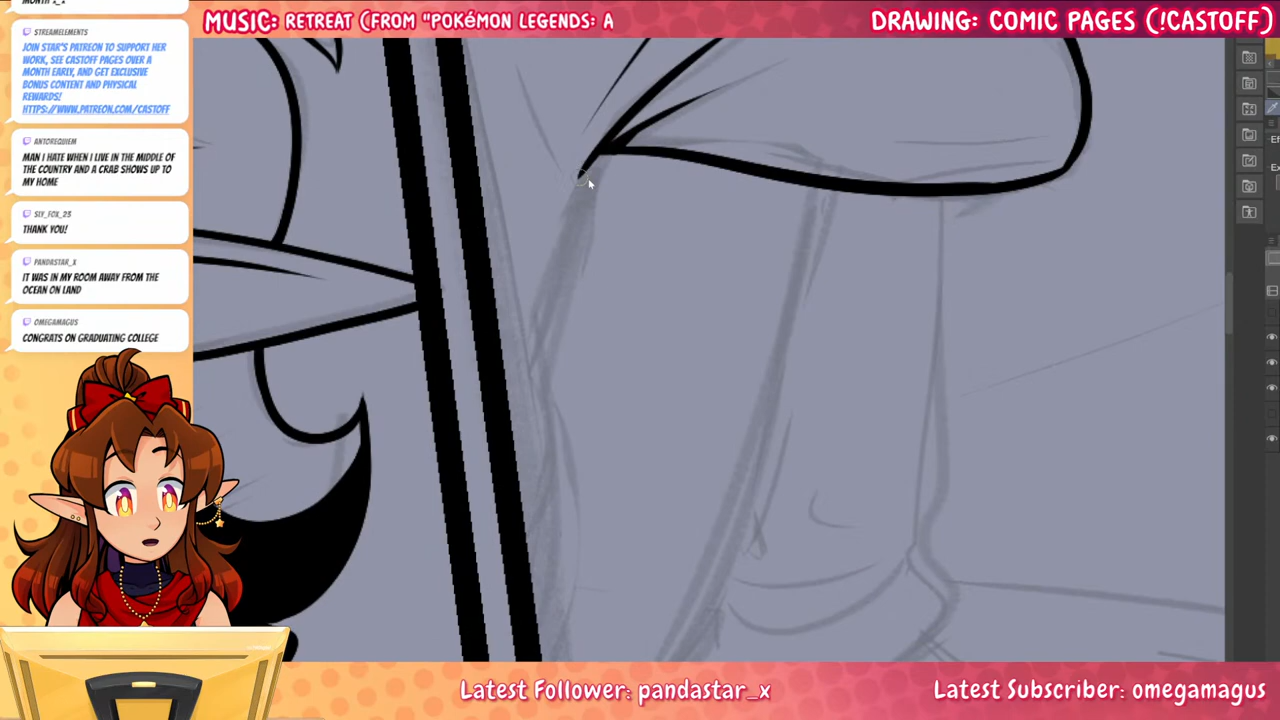 MUSIC: RETREAT (FROM "POKÉMON LEGENDS: A
DRAWING: COMIC PAGES (!CASTOFF)
STREAMELEMENTS
JOIN STAR'S PATREON TO SUPPORT HER
WORK, SEE CASTOFF PAGES OVER A
MONTH EARLY, AND GET EXCLUSIVE
BONUS CONTENT AND PHYSICAL
REWARDS!
HTTPS://WWW.PATREON.COM/CASTOFF
ANTOREQUIEM
MAN I HATE WHEN I LIVE IN THE MIDDLE OF
THE COUNTRY AND A CRAB SHOWS UP TO
MY HOME
SLY_FOX_23
THANK YOU!
PANDASTAR_X
IT WAS IN MY ROOM AWAY FROM THE
OCEAN ON LAND
OMEGAMAGUS
CONGRATS ON GRADUATING COLLEGE
Latest Follower: pandastar_x
Latest Subscriber: omegamagus